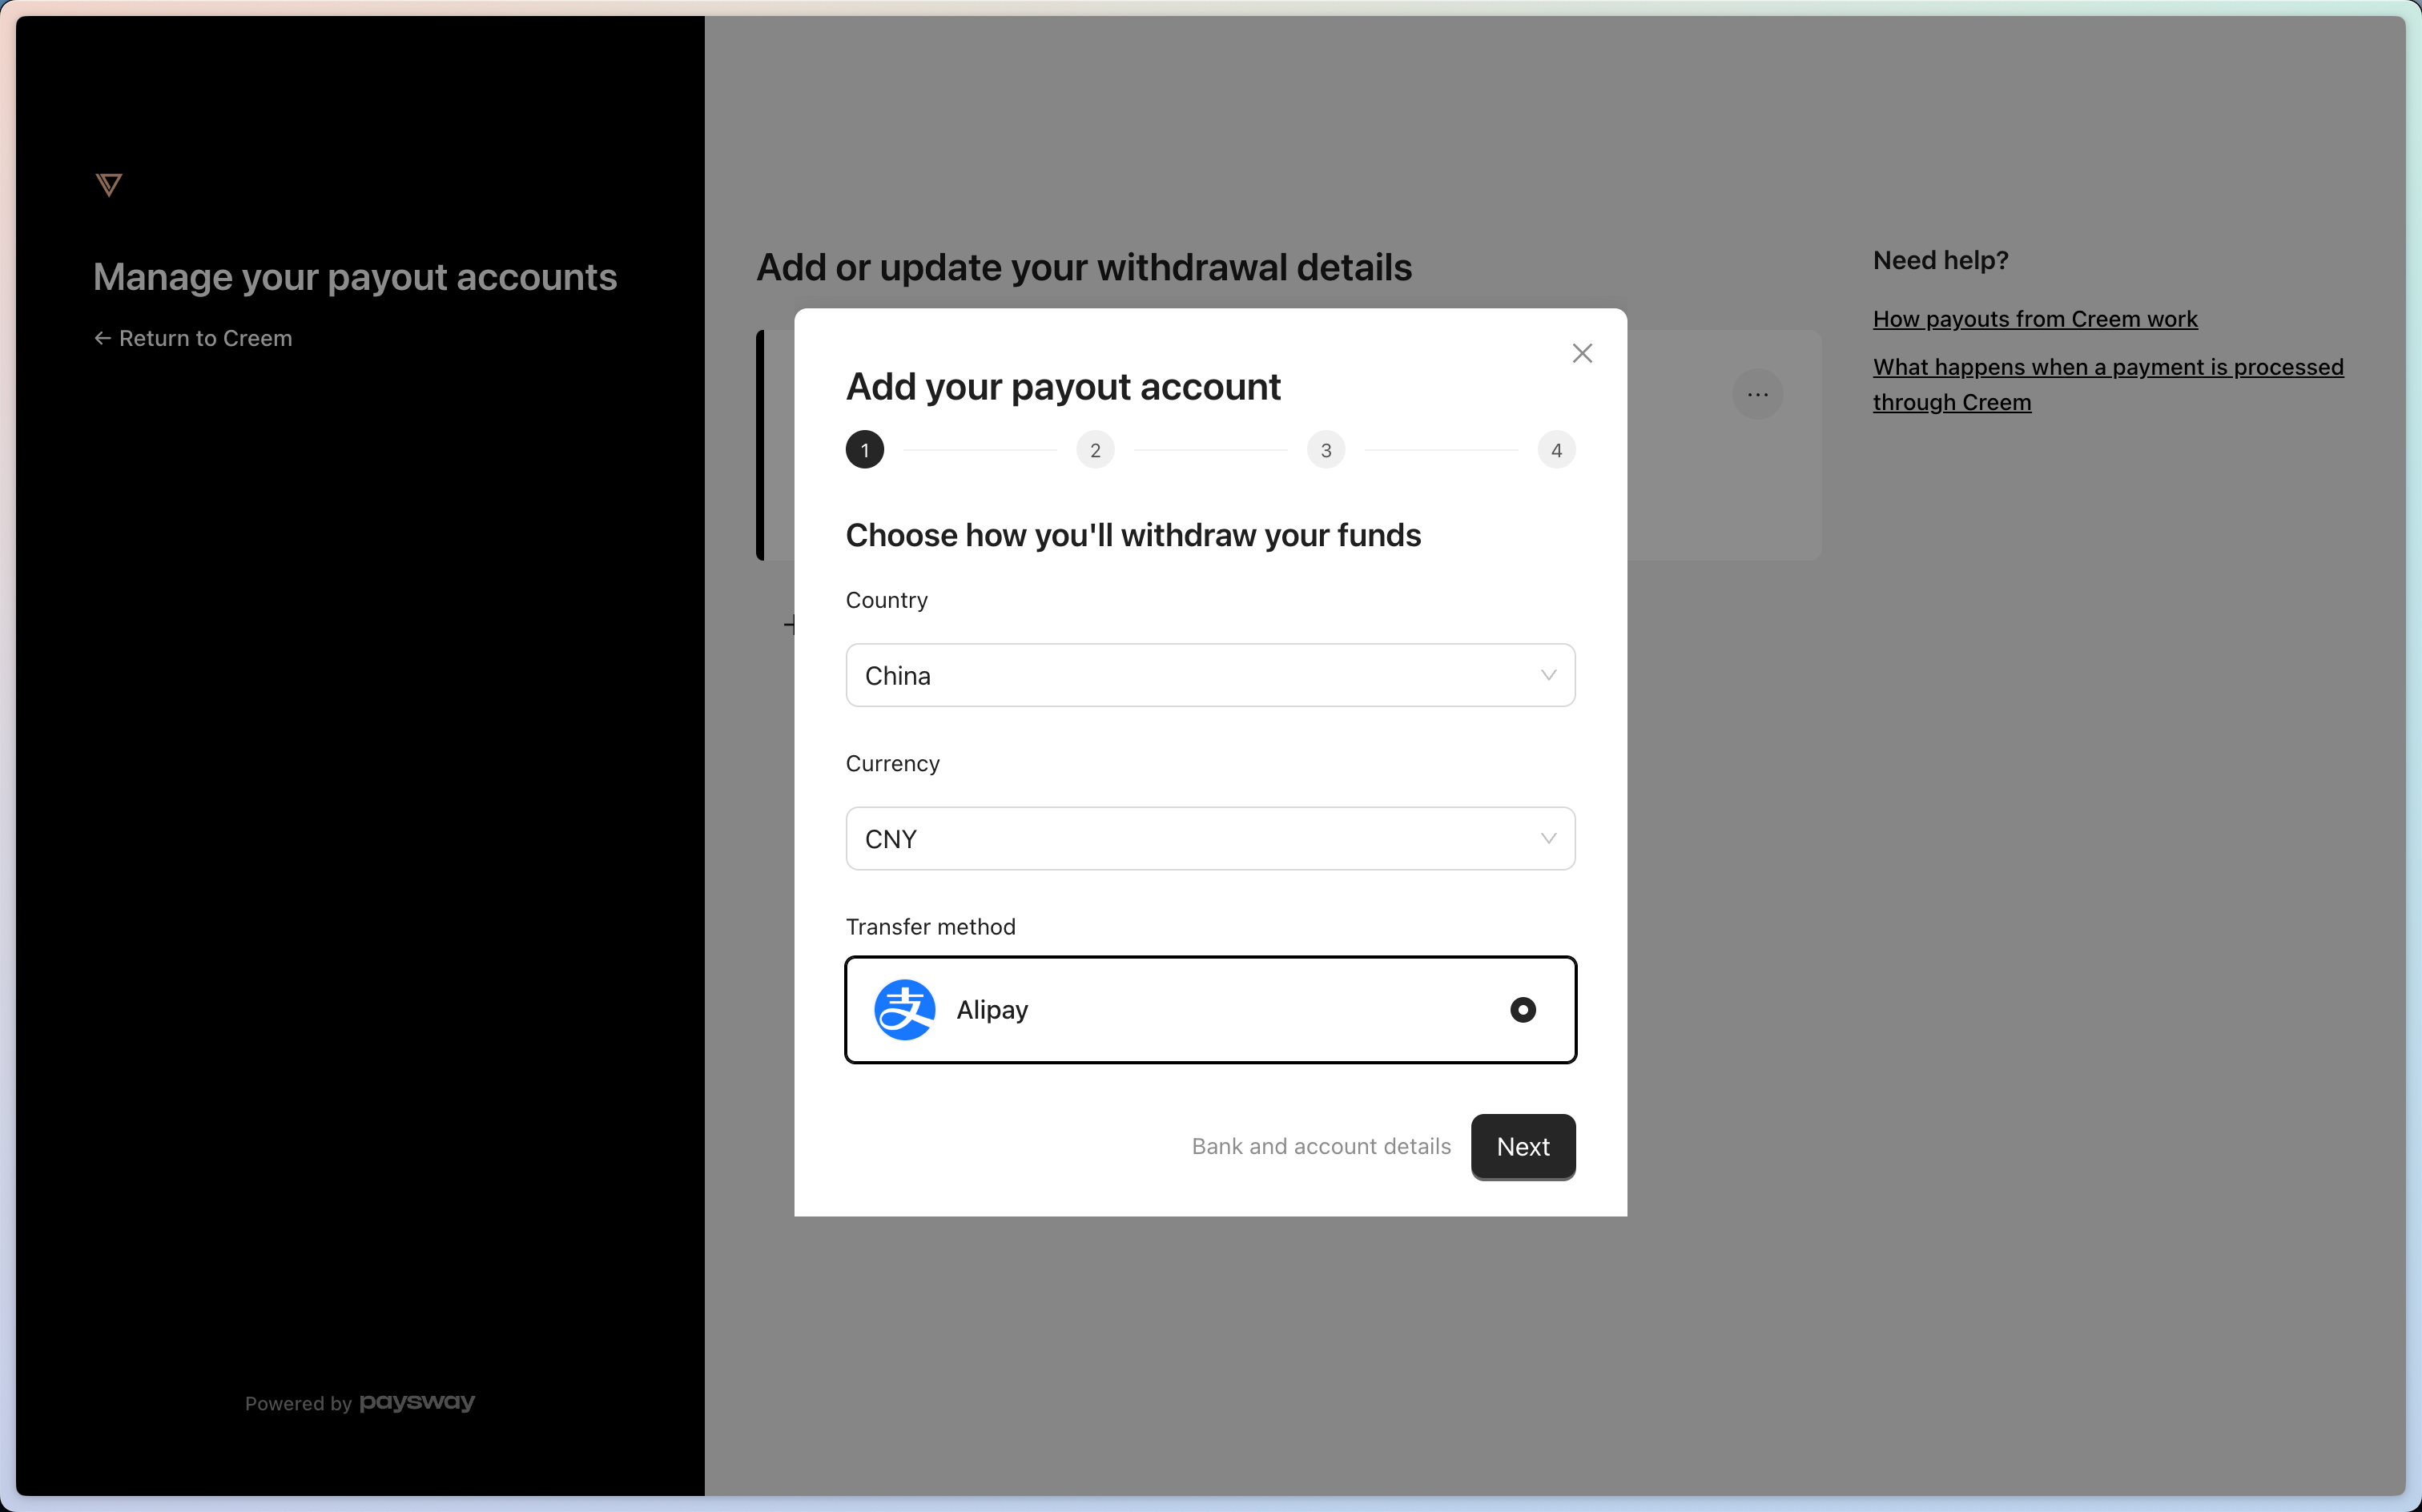 Manage your payout accounts
← Return to Creem
Powered by paysway
Add or update your withdrawal details
Need help?
How payouts from Creem work
What happens when a payment is processed
through Creem
Add your payout account
1 2 3 4
Choose how you'll withdraw your funds
Country
China
Currency
CNY
Transfer method
支 Alipay
Bank and account details Next